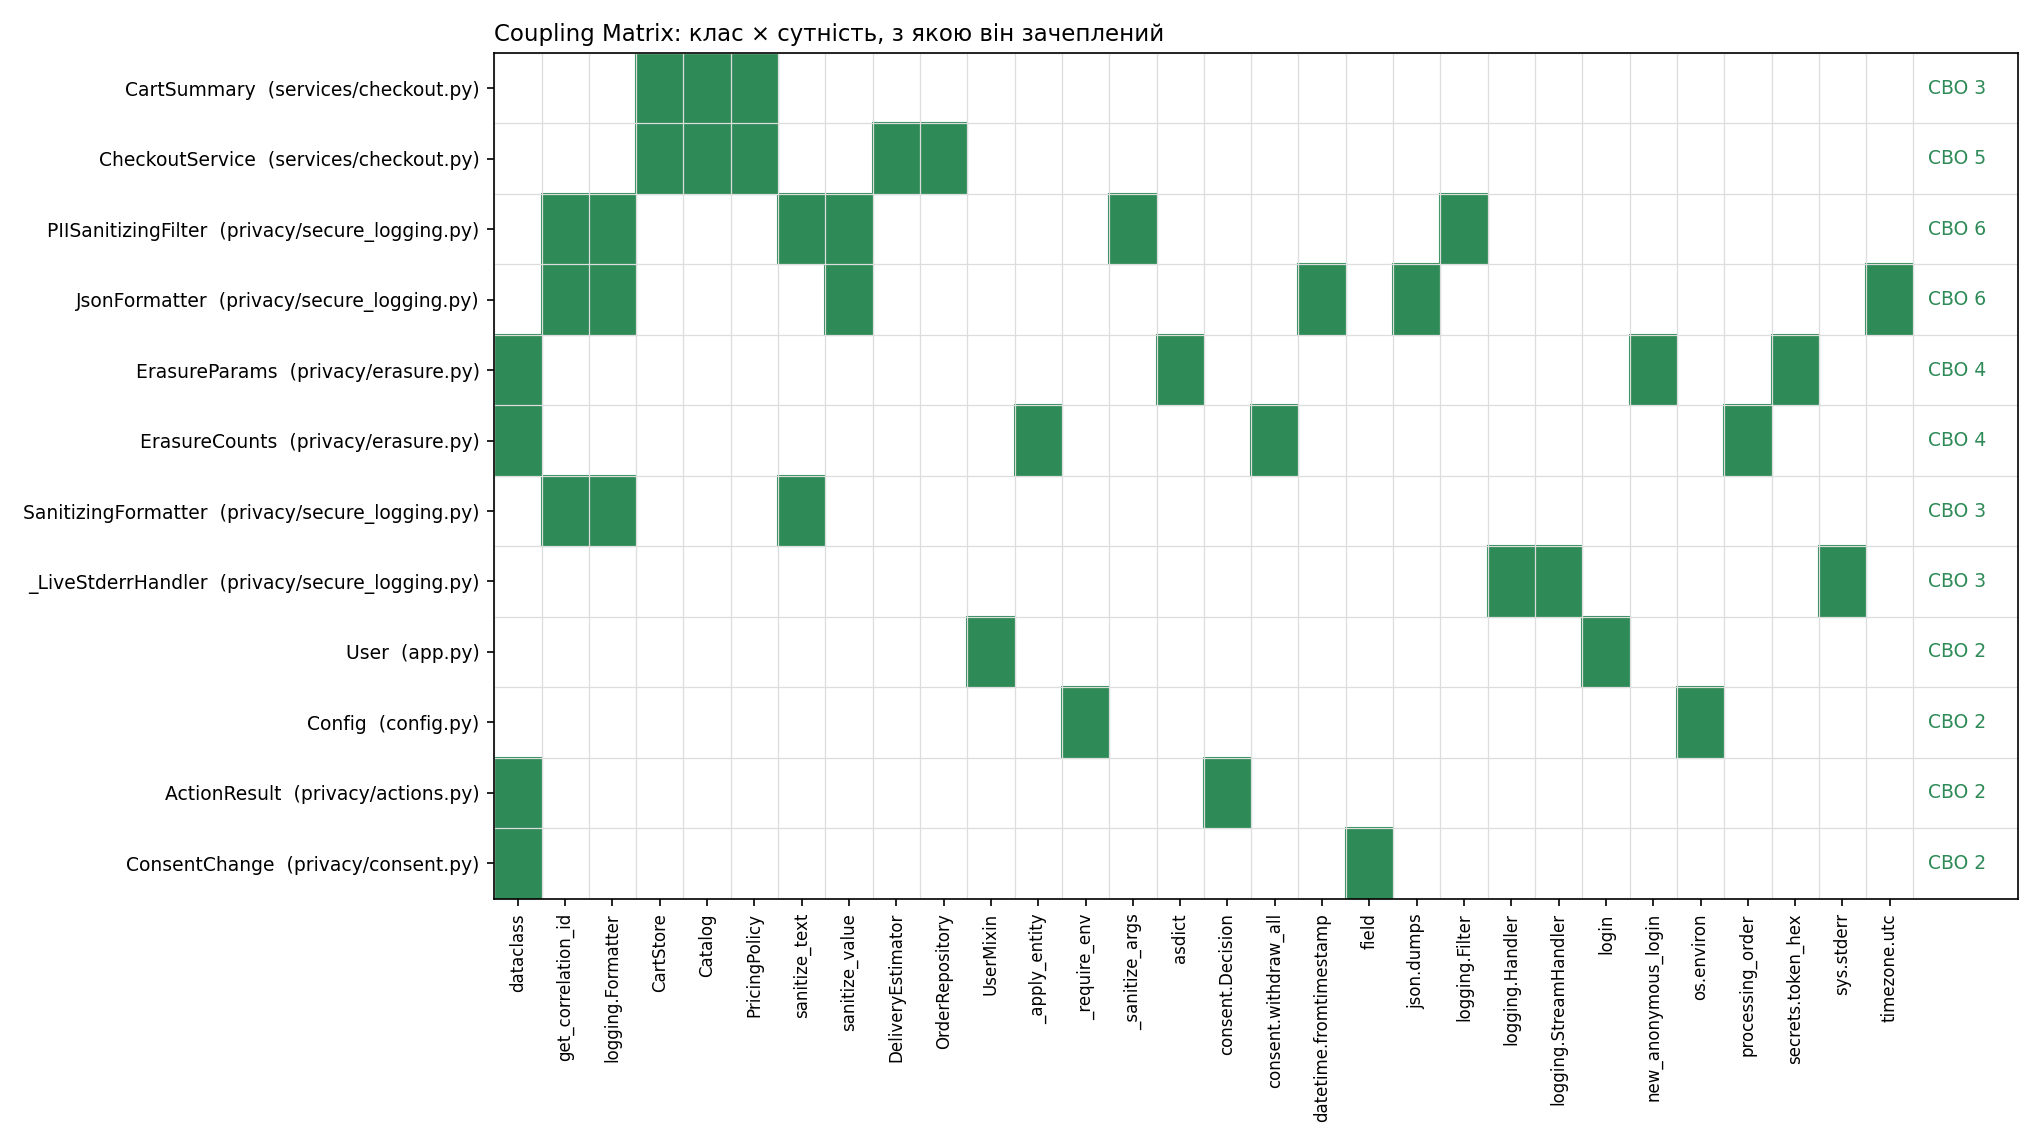 Coupling Matrix: клас × сутність, з якою він зачеплений
CartSummary (services/checkout.py)
CBO 3
CheckoutService (services/checkout.py)
CBO 5
PIISanitizingFilter (privacy/secure_logging.py)
CBO 6
JsonFormatter (privacy/secure_logging.py)
CBO 6
ErasureParams (privacy/erasure.py)
CBO 4
ErasureCounts (privacy/erasure.py)
CBO 4
SanitizingFormatter (privacy/secure_logging.py)
CBO 3
_LiveStderrHandler (privacy/secure_logging.py)
CBO 3
User (app.py)
CBO 2
Config (config.py)
CBO 2
ActionResult (privacy/actions.py)
CBO 2
ConsentChange (privacy/consent.py)
CBO 2
dataclass
get_correlation_id
logging.Formatter
CartStore
Catalog
PricingPolicy
sanitize_text
sanitize_value
DeliveryEstimator
OrderRepository
UserMixin
_apply_entity
_require_env
_sanitize_args
asdict
consent.Decision
consent.withdraw_all
datetime.fromtimestamp
field
json.dumps
logging.Filter
logging.Handler
logging.StreamHandler
login
new_anonymous_login
os.environ
processing_order
secrets.token_hex
sys.stderr
timezone.utc